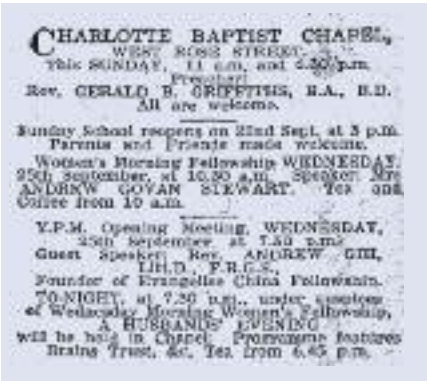 CHARLOTTE BAPTIST CHAPEL,
WEST ROSE STREET.
This SUNDAY, 11 a.m. and 6.30 p.m.
Preacher:
Rev. GERALD B. GRIFFITHS, B.A., B.D.
All are welcome.
Sunday School reopens on 22nd Sept. at 3 p.m.
Parents and Friends made welcome.
Women's Morning Fellowship WEDNESDAY,
25th September, at 10.30 a.m. Speaker: Mrs
ANDREW GOVAN STEWART. Tea and
Coffee from 10 a.m.
Y.P.M. Opening Meeting, WEDNESDAY,
25th September, at 7.30 p.m.
Guest Speaker: Rev. ANDREW GIH,
F.R.G.S.,
Founder of Evangelise China Fellowship.
TO-NIGHT, at 7.30 p.m., under auspices
of Wednesday Morning Women's Fellowship,
A HUSBANDS' EVENING
will be held in Chapel. Programme features
Brains Trust, &c. Tea from 6.45 p.m.